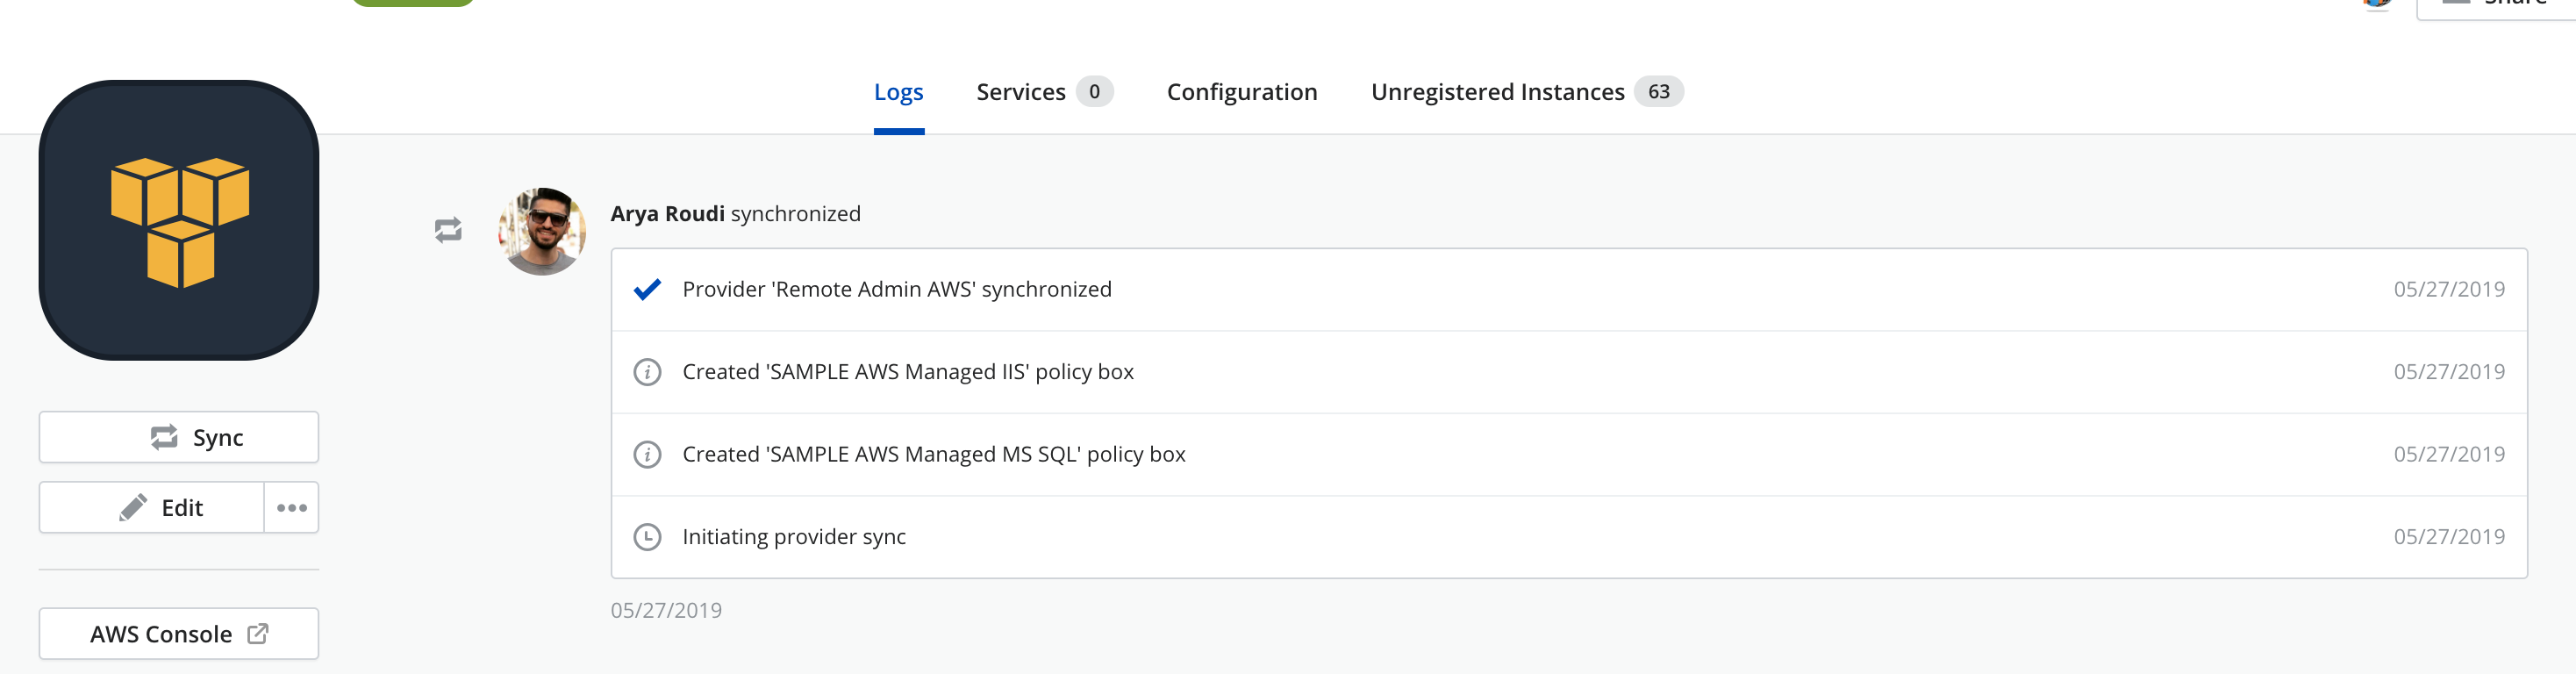 Share
Logs Services 0 Configuration Unregistered Instances 63
Arya Roudi synchronized
Provider 'Remote Admin AWS' synchronized 05/27/2019
Created 'SAMPLE AWS Managed IIS' policy box 05/27/2019
Created 'SAMPLE AWS Managed MS SQL' policy box 05/27/2019
Initiating provider sync 05/27/2019
05/27/2019
Sync
Edit
AWS Console